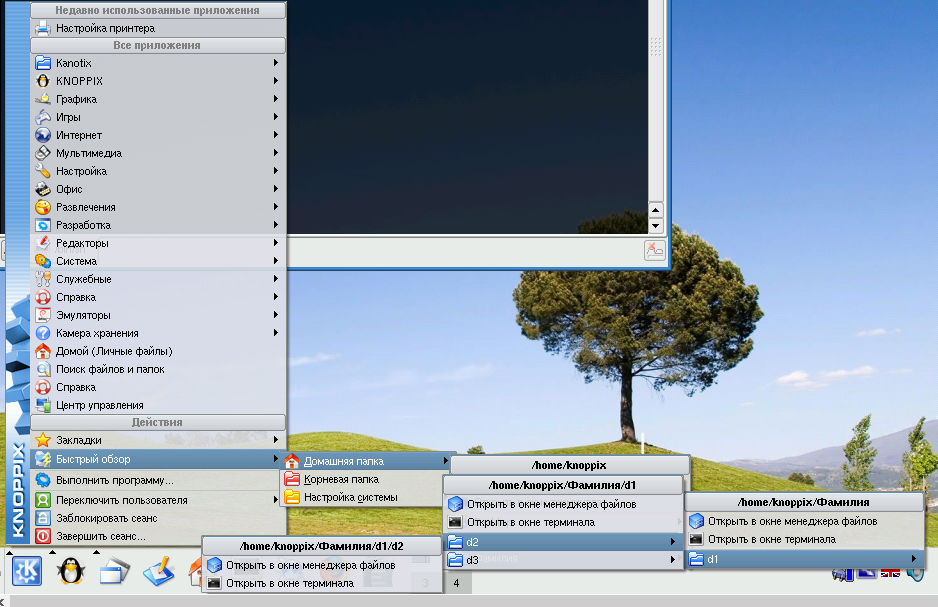 Недавно использованные приложения
Настройка принтера
Все приложения
Kanotix
KNOPPIX
Графика
Игры
Интернет
Мультимедиа
Настройка
Офис
Развлечения
Разработка
Редакторы
Система
Служебные
Справка
Эмуляторы
Камера хранения
Домой (Личные файлы)
Поиск файлов и папок
Справка
Центр управления
Действия
Закладки
Быстрый обзор
Выполнить программу...
Переключить пользователя
Заблокировать сеанс
Завершить сеанс...
KNOPPIX
Домашняя папка
Корневая папка
Настройка системы
/home/knoppix
/home/knoppix/Фамилия/d1
Открыть в окне менеджера файлов
Открыть в окне терминала
d2
d3
/home/knoppix/Фамилия
Открыть в окне менеджера файлов
Открыть в окне терминала
d1
/home/knoppix/Фамилия/d1/d2
Открыть в окне менеджера файлов
Открыть в окне терминала
3
4